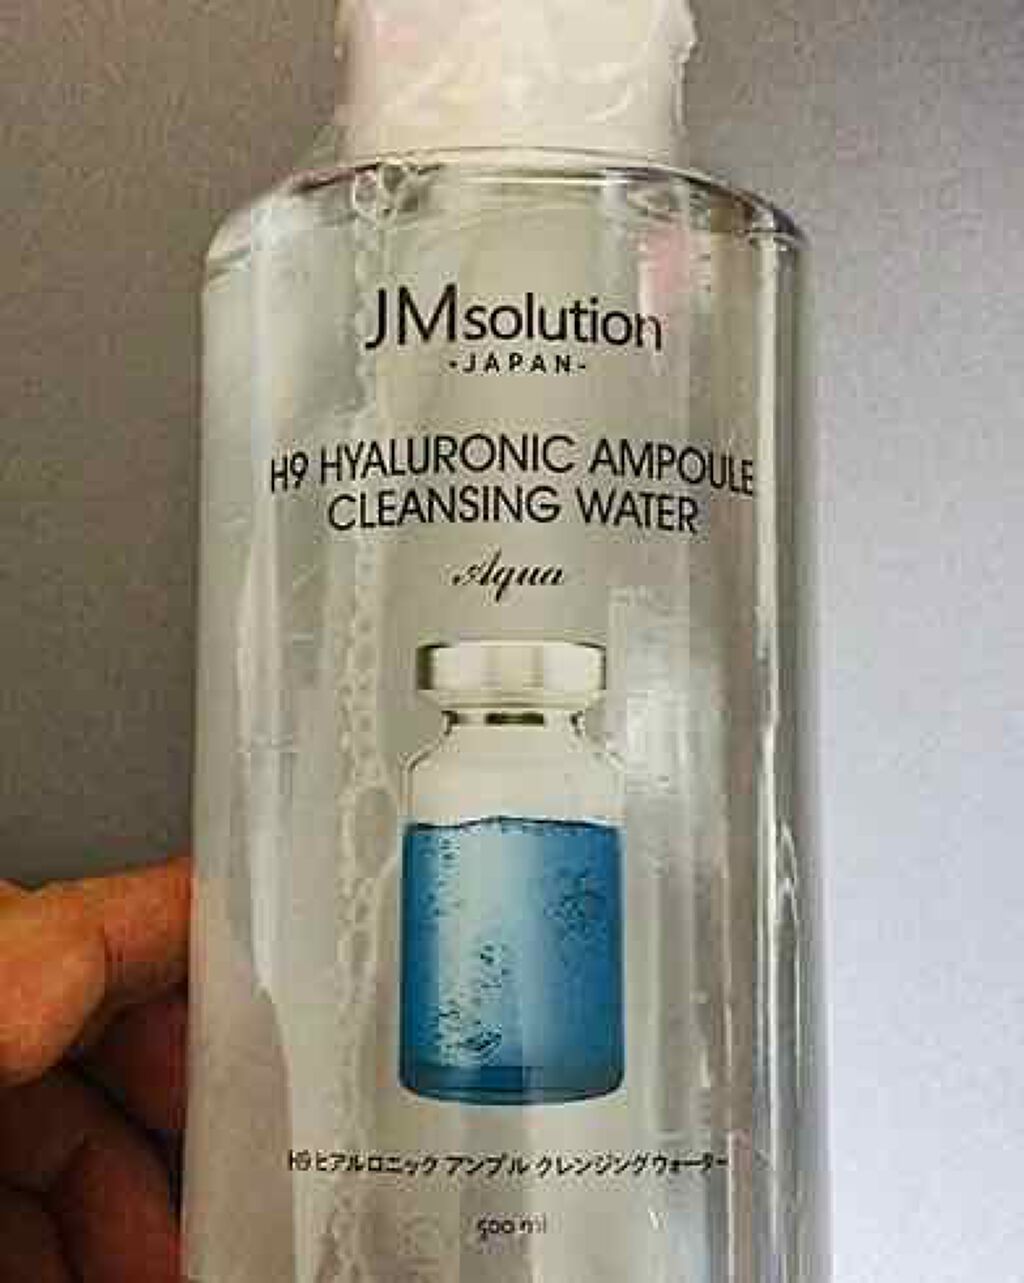 JMsolution
-JAPAN-
H9 HYALURONIC AMPOULE
CLEANSING WATER
Aqua
H9 ヒアルロニック アンプル クレンジングウォーター
500 ml